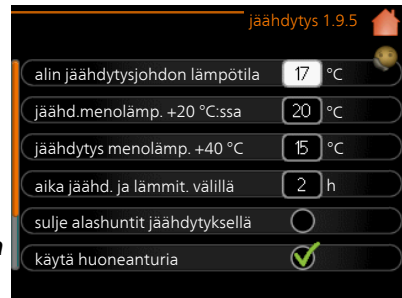 jäähdytys 1.9.5
alin jäähdytysjohdon lämpötila 17 °C
jäähd.menolämp. +20 °C:ssa 20 °C
jäähdytys menolämp. +40 °C 15 °C
aika jäähd. ja lämmit. välillä 2 h
sulje alashuntit jäähdytyksellä
käytä huoneanturia